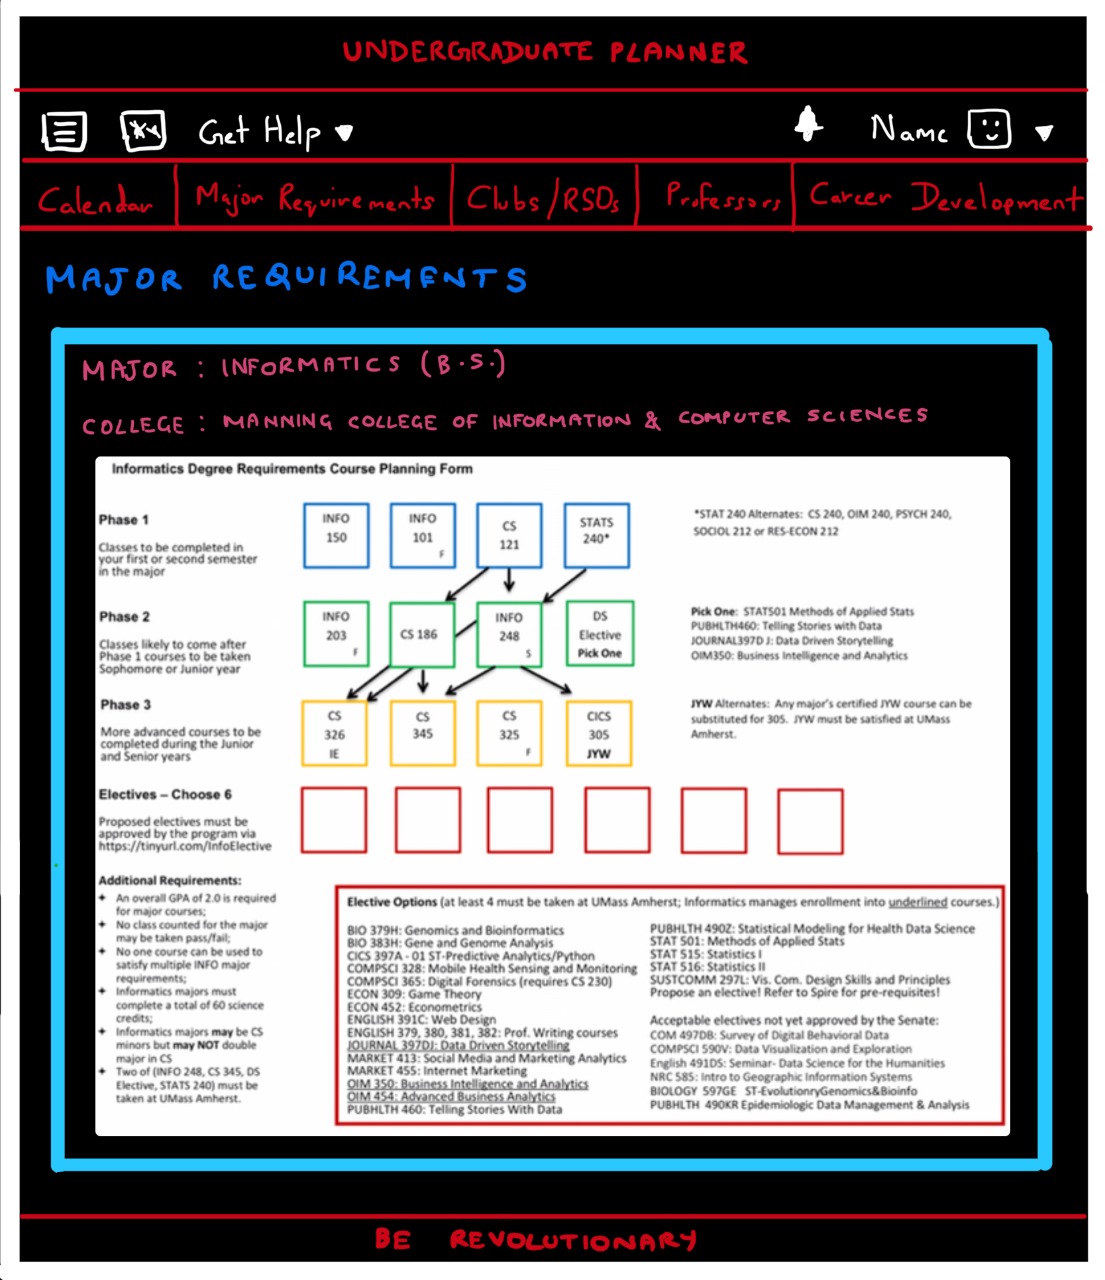 UNDERGRADUATE PLANNER
Get Help ▼
Name ▼
Calendar
Major Requirements
Clubs/RSOs
Professors
Career Development
MAJOR REQUIREMENTS
MAJOR : INFORMATICS (B.S.)
COLLEGE : MANNING COLLEGE OF INFORMATION & COMPUTER SCIENCES
Informatics Degree Requirements Course Planning Form
Phase 1
Classes to be completed in
your first or second semester
in the major
INFO
150
INFO
101
F
CS
121
STATS
240*
*STAT 240 Alternates: CS 240, OIM 240, PSYCH 240,
SOCIOL 212 or RES-ECON 212
Phase 2
Classes likely to come after
Phase 1 courses to be taken
Sophomore or Junior year
INFO
203
F
CS 186
INFO
248
S
DS
Elective
Pick One
Pick One: STAT501 Methods of Applied Stats
PUBHLTH460: Telling Stories with Data
JOURNAL397D J: Data Driven Storytelling
OIM350: Business Intelligence and Analytics
Phase 3
More advanced courses to be
completed during the Junior
and Senior years
CS
326
IE
CS
345
CS
325
F
CICS
305
JYW
JYW Alternates: Any major's certified JYW course can be
substituted for 305. JYW must be satisfied at UMass
Amherst.
Electives – Choose 6
Proposed electives must be
approved by the program via
https://tinyurl.com/InfoElective
Additional Requirements:
+ An overall GPA of 2.0 is required
for major courses;
+ No class counted for the major
may be taken pass/fail;
+ No one course can be used to
satisfy multiple INFO major
requirements;
+ Informatics majors must
complete a total of 60 science
credits;
+ Informatics majors may be CS
minors but may NOT double
major in CS
+ Two of (INFO 248, CS 345, DS
Elective, STATS 240) must be
taken at UMass Amherst.
Elective Options (at least 4 must be taken at UMass Amherst; Informatics manages enrollment into underlined courses.)
BIO 379H: Genomics and Bioinformatics
BIO 383H: Gene and Genome Analysis
CICS 397A - 01 ST-Predictive Analytics/Python
COMPSCI 328: Mobile Health Sensing and Monitoring
COMPSCI 365: Digital Forensics (requires CS 230)
ECON 309: Game Theory
ECON 452: Econometrics
ENGLISH 391C: Web Design
ENGLISH 379, 380, 381, 382: Prof. Writing courses
JOURNAL 397DJ: Data Driven Storytelling
MARKET 413: Social Media and Marketing Analytics
MARKET 455: Internet Marketing
OIM 350: Business Intelligence and Analytics
OIM 454: Advanced Business Analytics
PUBHLTH 460: Telling Stories With Data
PUBHLTH 490Z: Statistical Modeling for Health Data Science
STAT 501: Methods of Applied Stats
STAT 515: Statistics I
STAT 516: Statistics II
SUSTCOMM 297L: Vis. Com. Design Skills and Principles
Propose an elective! Refer to Spire for pre-requisites!
Acceptable electives not yet approved by the Senate:
COM 497DB: Survey of Digital Behavioral Data
COMPSCI 590V: Data Visualization and Exploration
English 491DS: Seminar- Data Science for the Humanities
NRC 585: Intro to Geographic Information Systems
BIOLOGY 597GE ST-EvolutionryGenomics&Bioinfo
PUBHLTH 490KR Epidemiologic Data Management & Analysis
BE REVOLUTIONARY